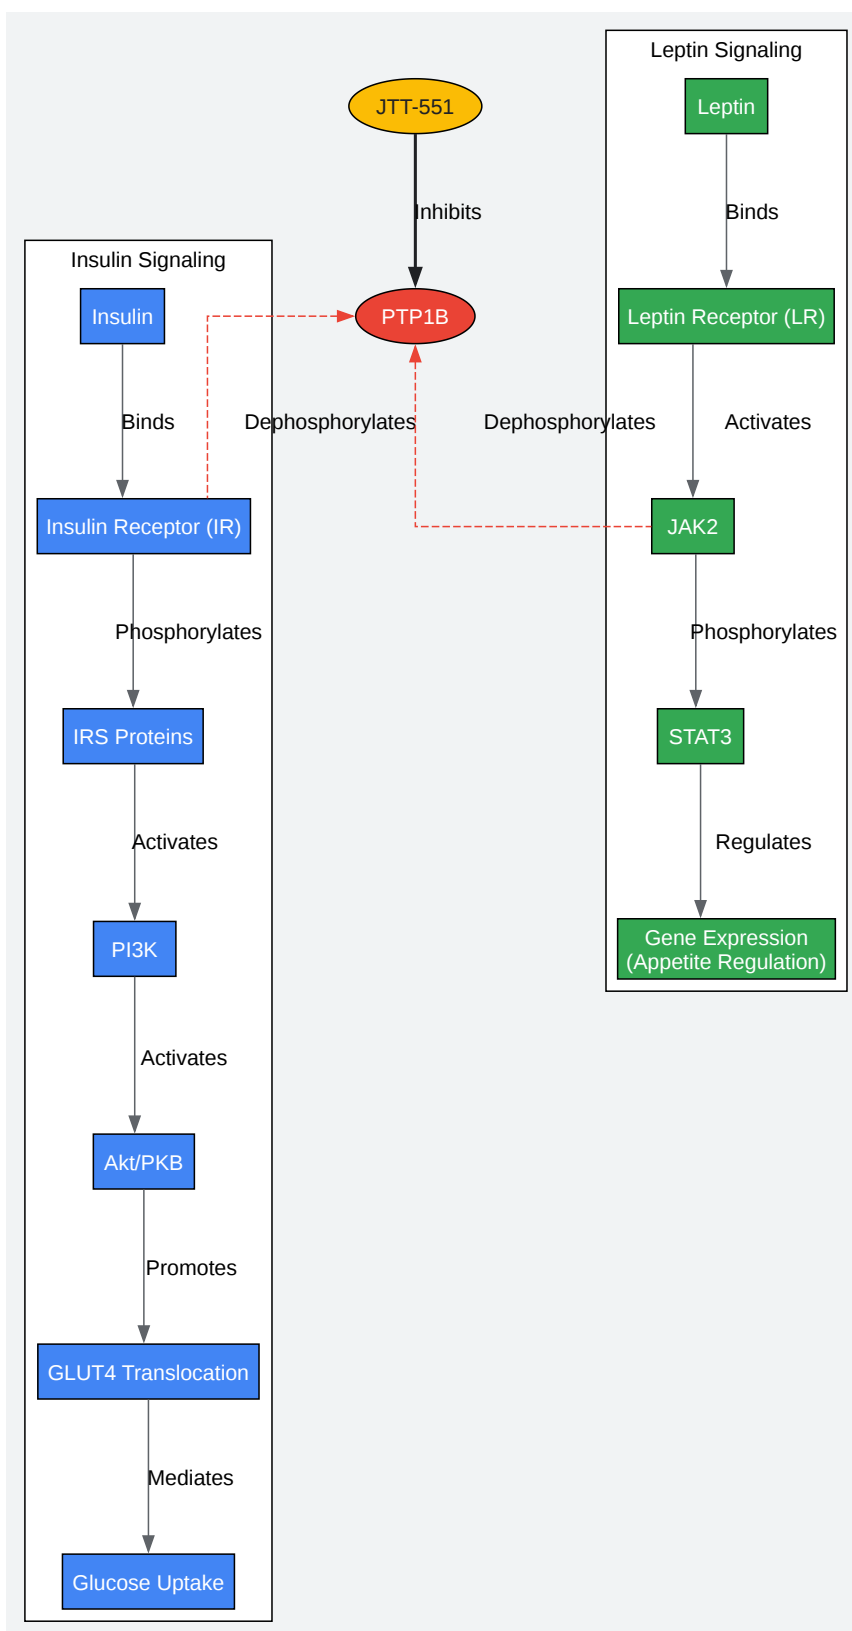 Leptin Signaling
JTT-551
Leptin
Inhibits
Binds
Insulin Signaling
Insulin
PTP1B
Leptin Receptor (LR)
Binds
Dephosphorylates
Dephosphorylates
Activates
Insulin Receptor (IR)
JAK2
Phosphorylates
Phosphorylates
IRS Proteins
STAT3
Activates
Regulates
PI3K
Gene Expression
(Appetite Regulation)
Activates
Akt/PKB
Promotes
GLUT4 Translocation
Mediates
Glucose Uptake